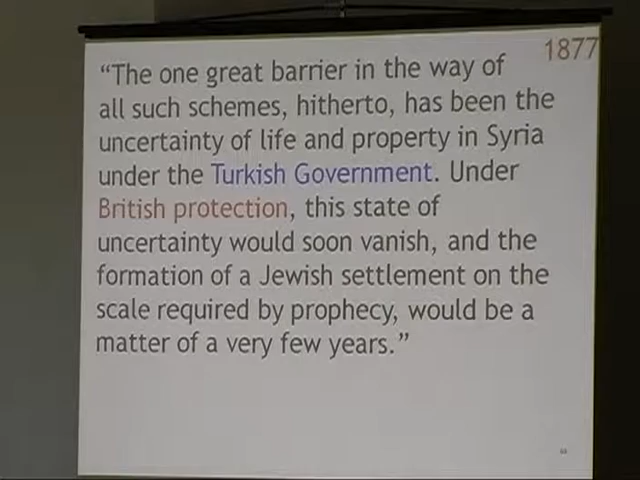 1877
“The one great barrier in the way of
all such schemes, hitherto, has been the
uncertainty of life and property in Syria
under the Turkish Government. Under
British protection, this state of
uncertainty would soon vanish, and the
formation of a Jewish settlement on the
scale required by prophecy, would be a
matter of a very few years.”